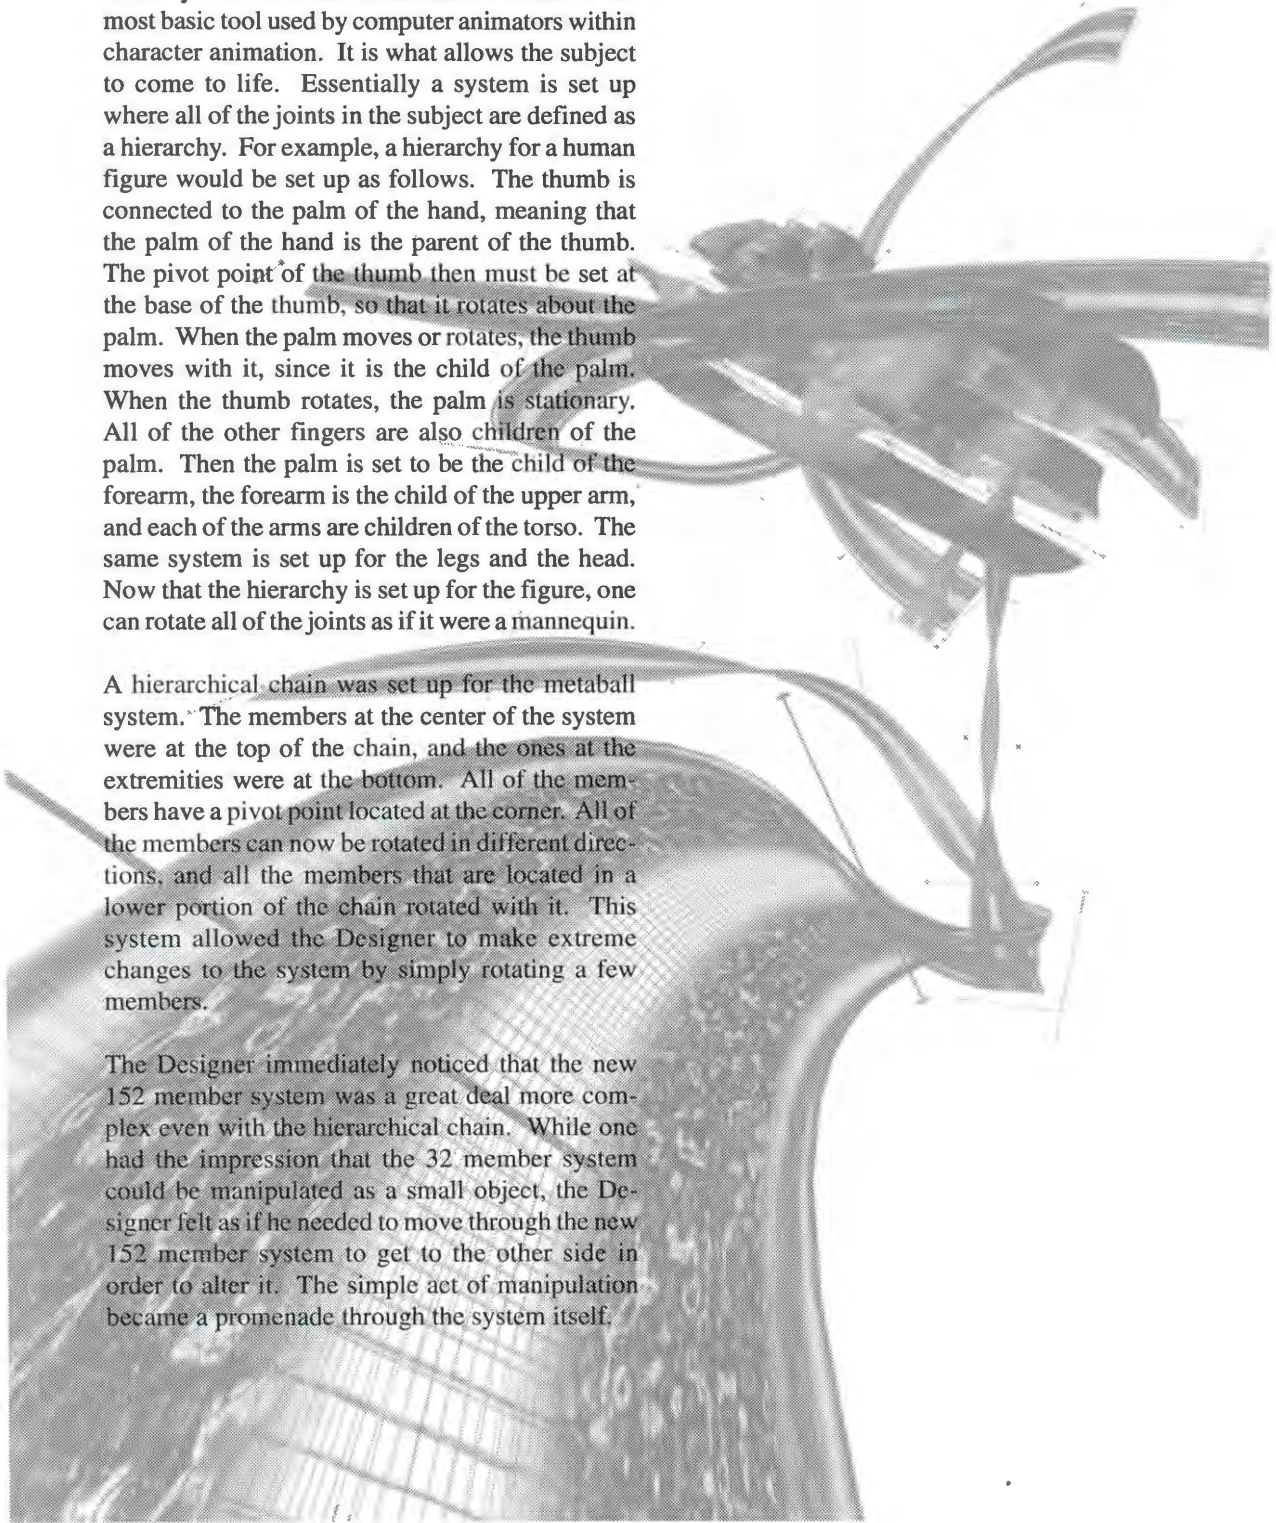 most basic tool used by computer animators within
character animation. It is what allows the subject
to come to life. Essentially a system is set up
where all of the joints in the subject are defined as
a hierarchy. For example, a hierarchy for a human
figure would be set up as follows. The thumb is
connected to the palm of the hand, meaning that
the palm of the hand is the parent of the thumb.
The pivot point of the thumb then must be set at
the base of the thumb, so that it rotates about the
palm. When the palm moves or rotates, the thumb
moves with it, since it is the child of the palm.
When the thumb rotates, the palm is stationary.
All of the other fingers are also children of the
palm. Then the palm is set to be the child of the
forearm, the forearm is the child of the upper arm,
and each of the arms are children of the torso. The
same system is set up for the legs and the head.
Now that the hierarchy is set up for the figure, one
can rotate all of the joints as if it were a mannequin.
A hierarchical chain was set up for the metaball
system. The members at the center of the system
were at the top of the chain, and the ones at the
extremities were at the bottom. All of the mem-
bers have a pivot point located at the corner. All of
the members can now be rotated in different direc-
tions, and all the members that are located in a
lower portion of the chain rotated with it. This
system allowed the Designer to make extreme
changes to the system by simply rotating a few
members.
The Designer immediately noticed that the new
152 member system was a great deal more com-
plex even with the hierarchical chain. While one
had the impression that the 32 member system
could be manipulated as a small object, the De-
signer felt as if he needed to move through the new
152 member system to get to the other side in
order to alter it. The simple act of manipulation
became a promenade through the system itself.